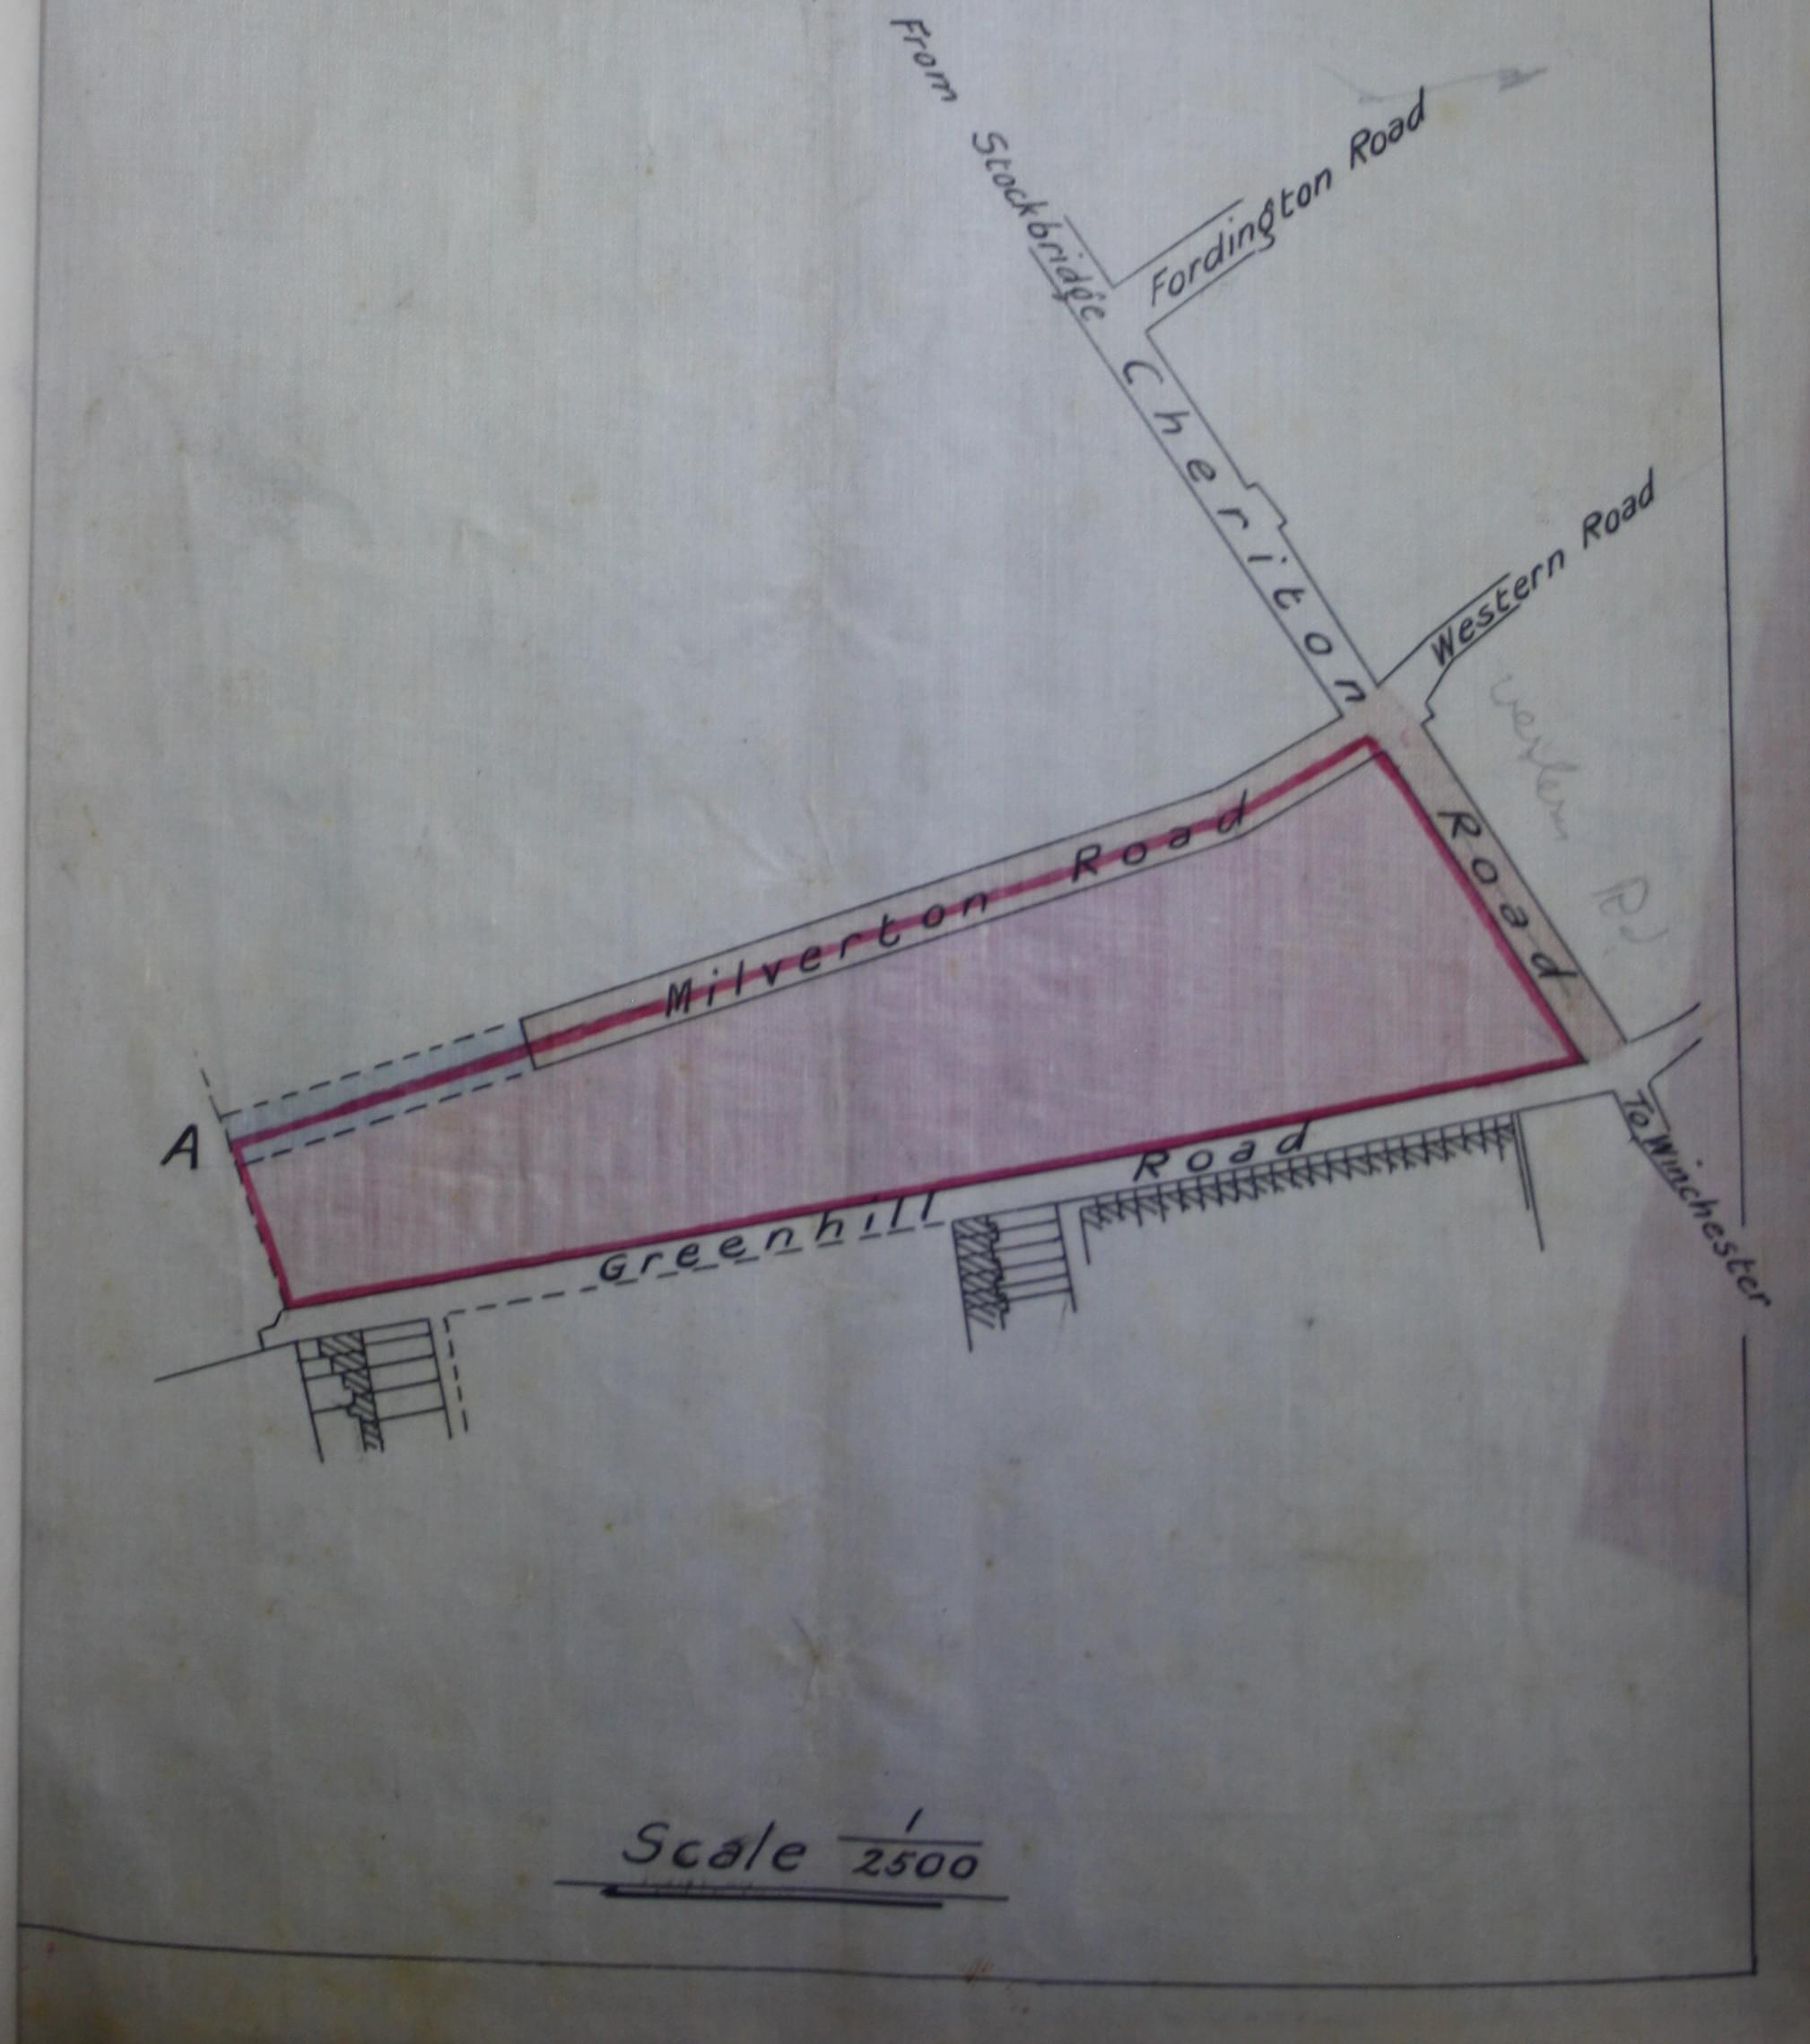 From Stockbridge
Fordington Road
Cheriton Road
Western Road
Western Rd
Milverton Road
A
Greenhill Road
To Winchester
Scale 1/2500